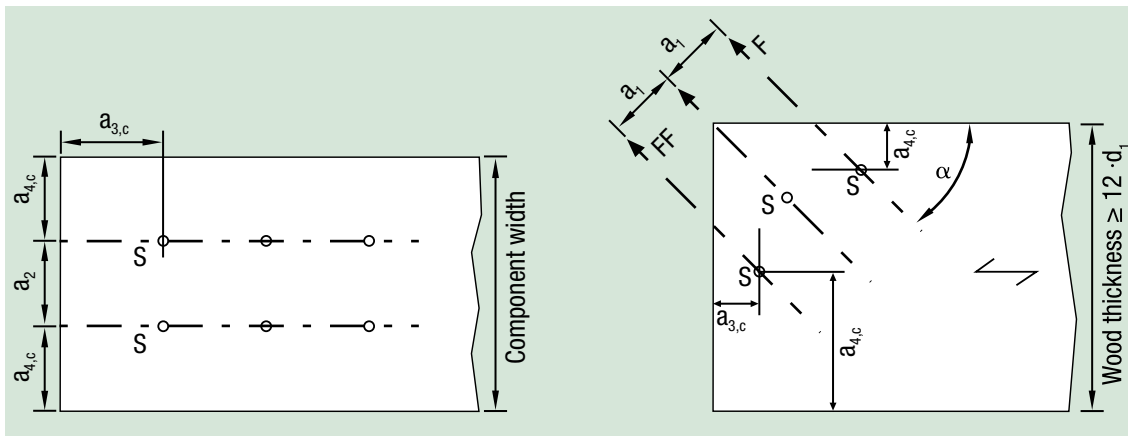 a3,c
a4,c
a2
a4,c
S
S
Component width
a1
a1
F
FF
a4,c
α
S
S
S
a3,c
a4,c
Wood thickness ≥ 12 · d1